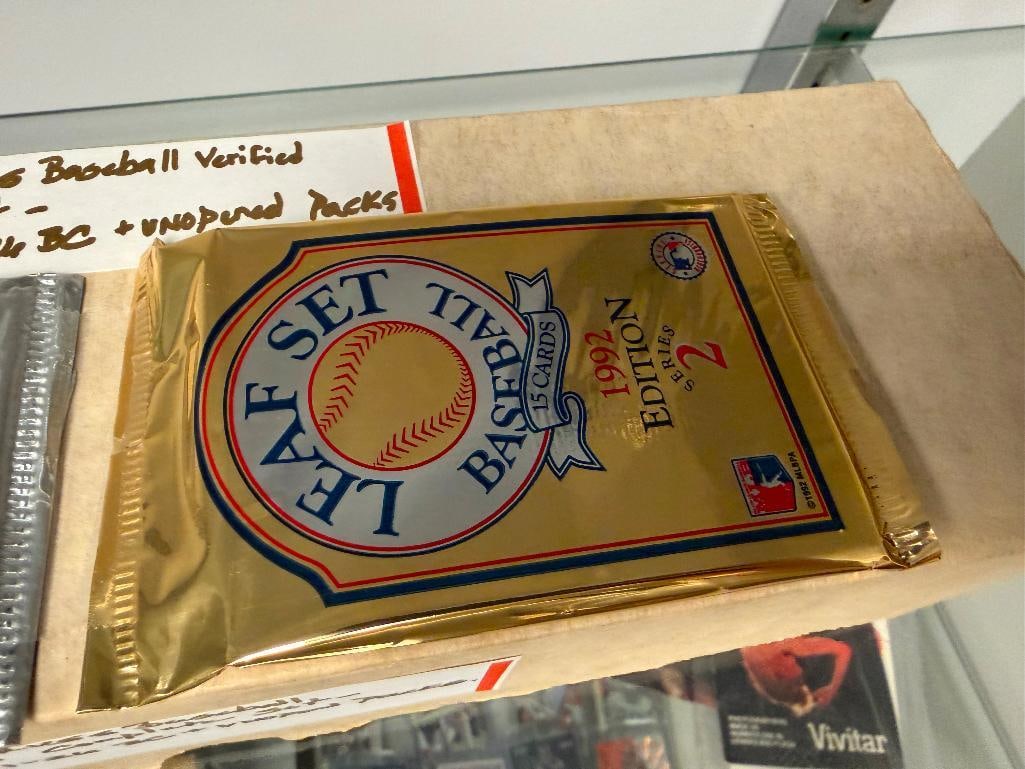 Baseball Verified
BC + UNOPENED Packs
LEAF SET
BASEBALL
15 CARDS
1992
EDITION
SERIES
2
©1992 MLBPA
Vivitar